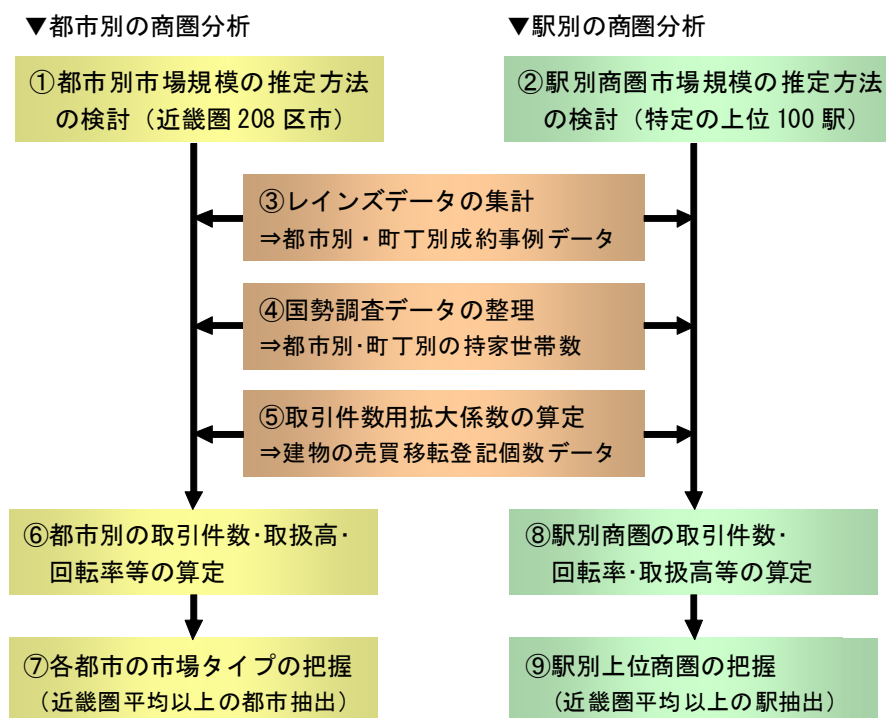 ▼都市別の商圏分析
▼駅別の商圏分析
①都市別市場規模の推定方法
の検討（近畿圏 208 区市）
②駅別商圏市場規模の推定方法
の検討（特定の上位 100 駅）
③レインズデータの集計
⇒都市別・町丁別成約事例データ
④国勢調査データの整理
⇒都市別･町丁別の持家世帯数
⑤取引件数用拡大係数の算定
⇒建物の売買移転登記個数データ
⑥都市別の取引件数･取扱高･
回転率等の算定
⑧駅別商圏の取引件数･
回転率･取扱高等の算定
⑦各都市の市場タイプの把握
（近畿圏平均以上の都市抽出）
⑨駅別上位商圏の把握
（近畿圏平均以上の駅抽出）